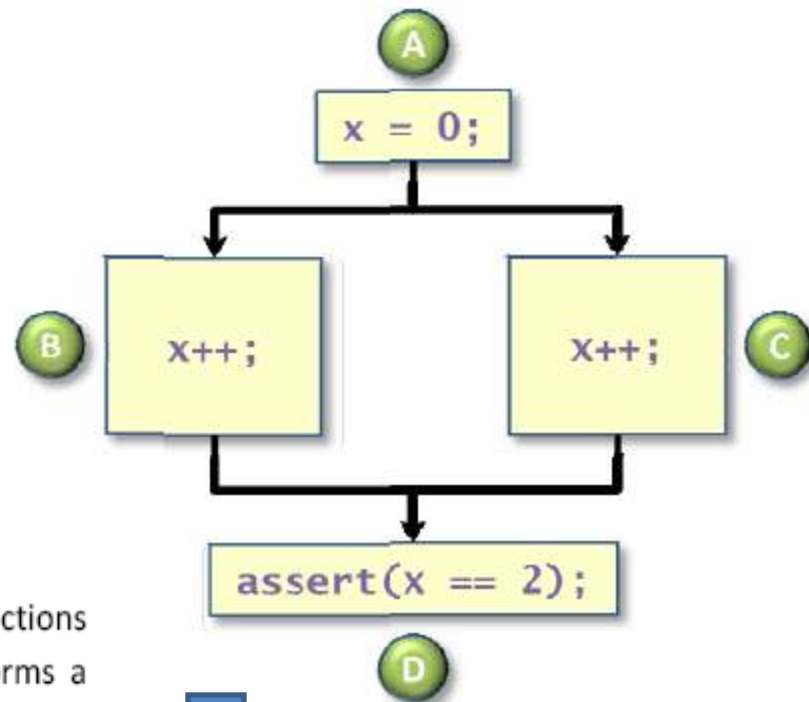 A
x = 0;
B
x++;
x++;
C
assert(x == 2);
D
ctions
rms a